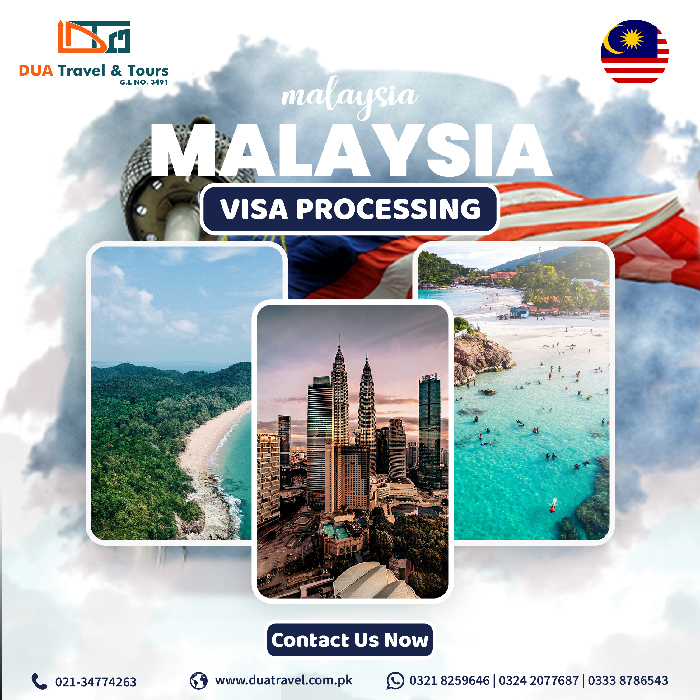 DUA Travel & Tours
G.L NO. 3491
malaysia
MALAYSIA
VISA PROCESSING
Contact Us Now
021-34774263
www.duatravel.com.pk
0321 8259646 | 0324 2077687 | 0333 8786543